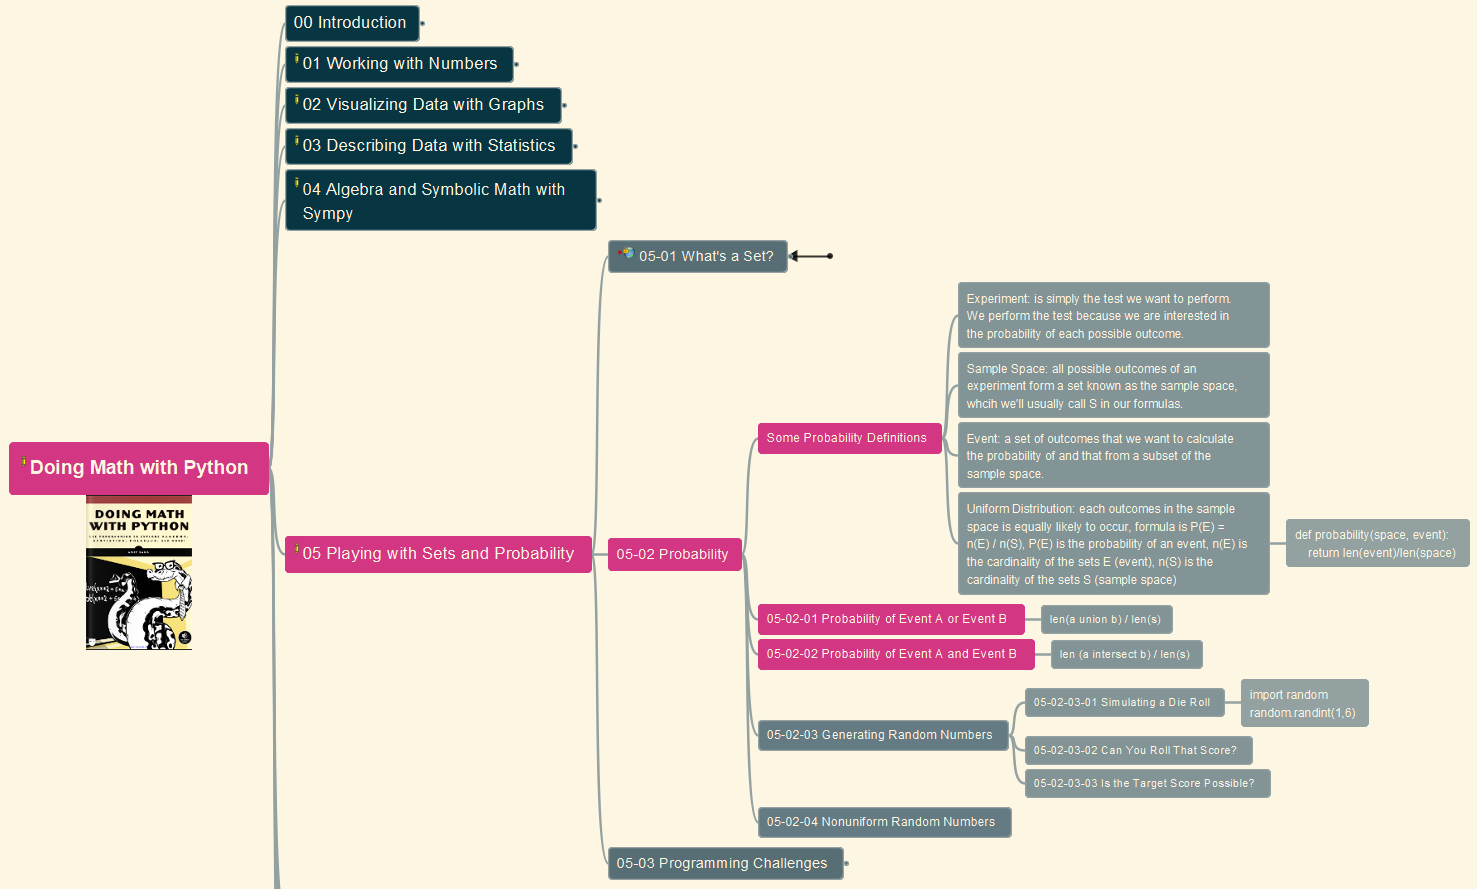 00 Introduction
01 Working with Numbers
02 Visualizing Data with Graphs
03 Describing Data with Statistics
04 Algebra and Symbolic Math with
Sympy
05-01 What's a Set?
Experiment: is simply the test we want to perform.
We perform the test because we are interested in
the probability of each possible outcome.
Sample Space: all possible outcomes of an
experiment form a set known as the sample space,
whcih we'll usually call S in our formulas.
Some Probability Definitions
Event: a set of outcomes that we want to calculate
the probability of and that from a subset of the
sample space.
Doing Math with Python
DOING MATH
WITH PYTHON
Uniform Distribution: each outcomes in the sample
space is equally likely to occur, formula is P(E) =
n(E) / n(S), P(E) is the probability of an event, n(E) is
the cardinality of the sets E (event), n(S) is the
cardinality of the sets S (sample space)
def probability(space, event):
return len(event)/len(space)
05 Playing with Sets and Probability
05-02 Probability
05-02-01 Probability of Event A or Event B
len(a union b) / len(s)
05-02-02 Probability of Event A and Event B
len (a intersect b) / len(s)
05-02-03 Generating Random Numbers
05-02-03-01 Simulating a Die Roll
import random
random.randint(1,6)
05-02-03-02 Can You Roll That Score?
05-02-03-03 Is the Target Score Possible?
05-02-04 Nonuniform Random Numbers
05-03 Programming Challenges